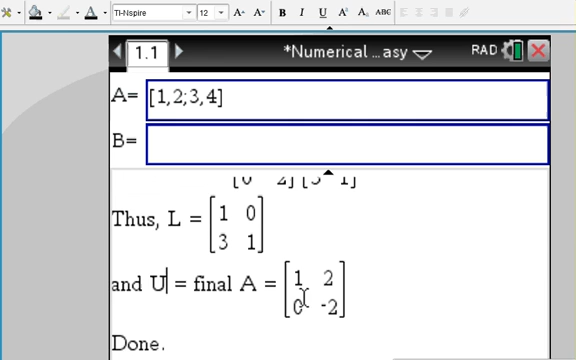 TI-Nspire 12 A+ A- B I U
1.1 *Numerical ...asy RAD
A= [1,2;3,4]
B=
Thus, L = [1 0
3 1]
and U = final A = [1 2
0 -2]
Done.